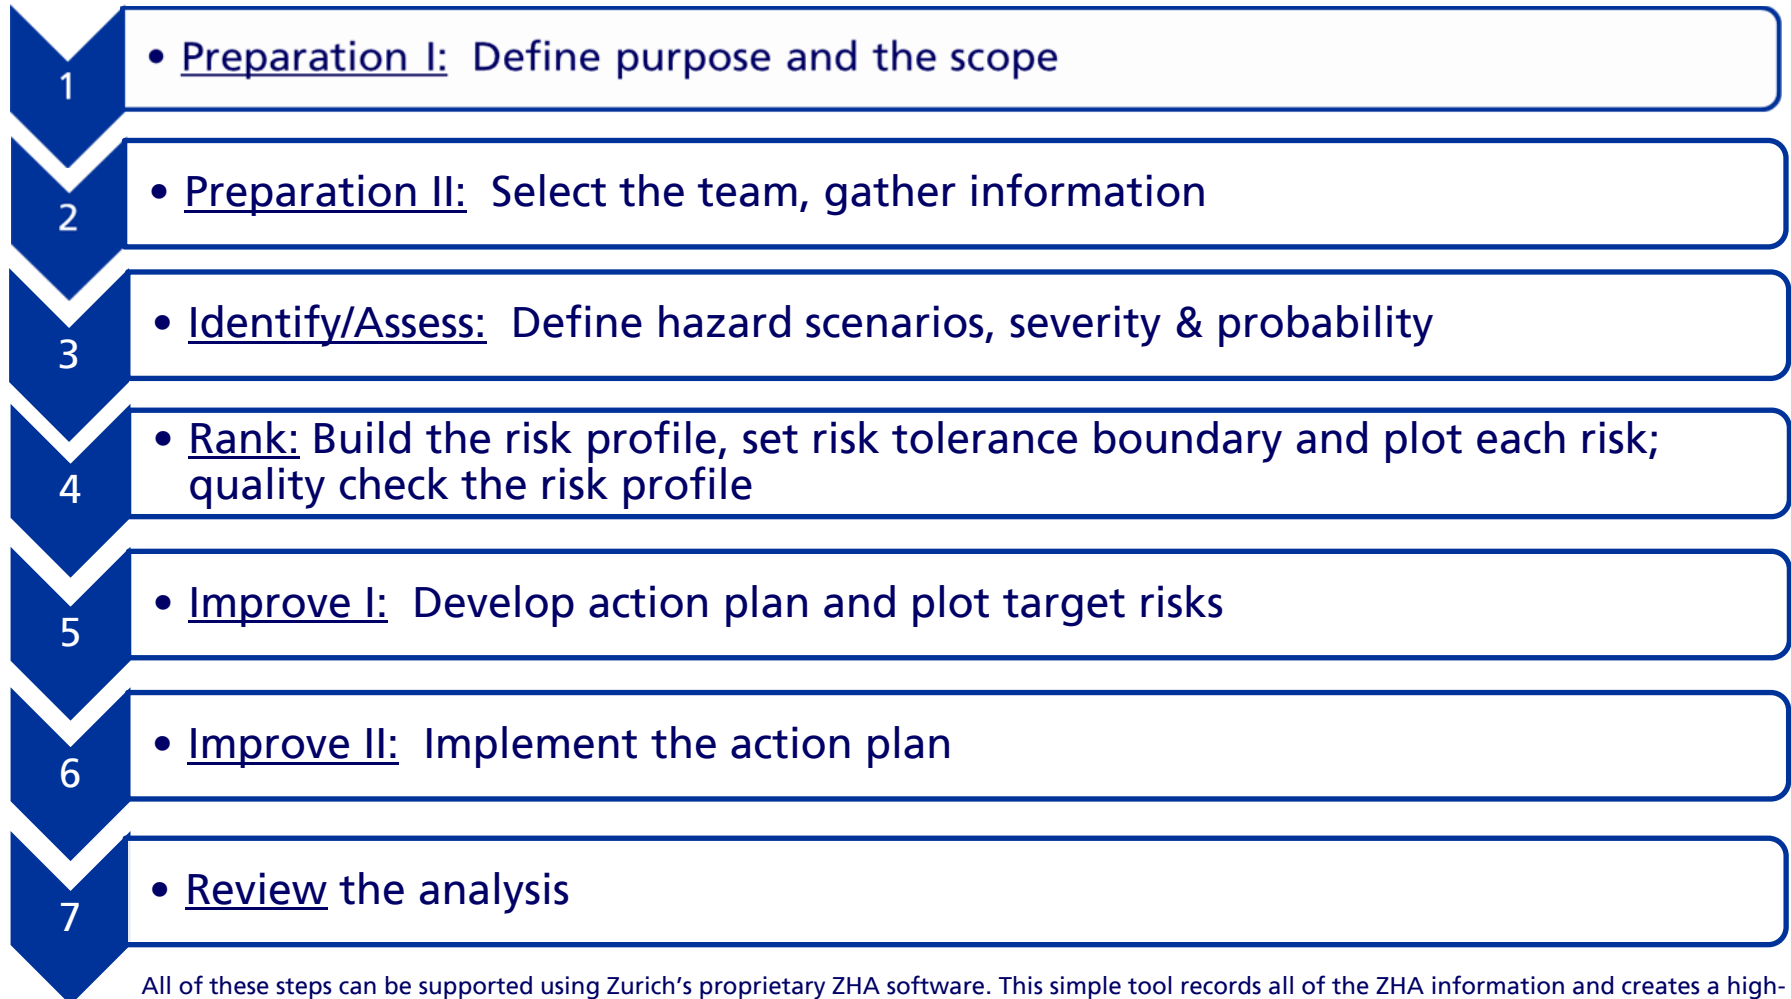 1
• Preparation I: Define purpose and the scope
2
• Preparation II: Select the team, gather information
3
• Identify/Assess: Define hazard scenarios, severity & probability
4
• Rank: Build the risk profile, set risk tolerance boundary and plot each risk;
quality check the risk profile
5
• Improve I: Develop action plan and plot target risks
6
• Improve II: Implement the action plan
7
• Review the analysis
All of these steps can be supported using Zurich’s proprietary ZHA software. This simple tool records all of the ZHA information and creates a high-